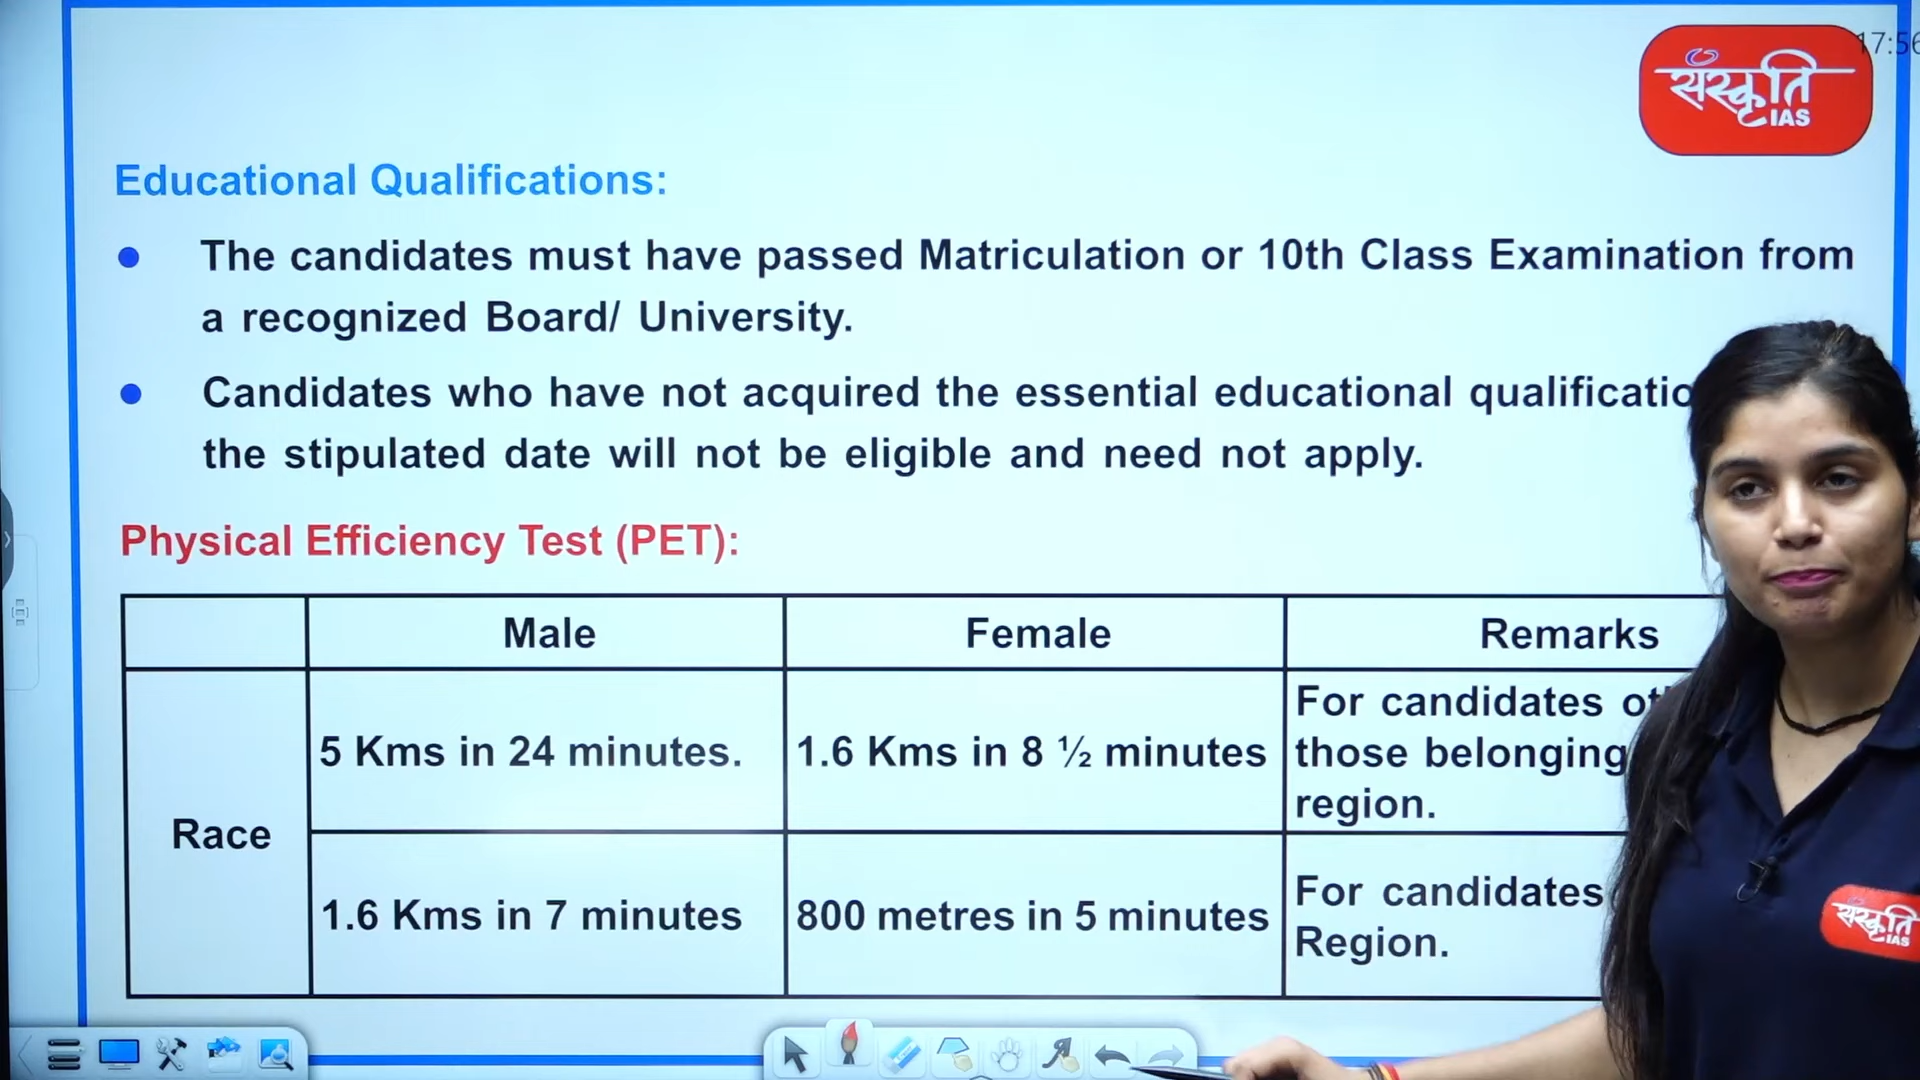 17:56
संस्कृति
IAS
Educational Qualifications:
● The candidates must have passed Matriculation or 10th Class Examination from
a recognized Board/ University.
● Candidates who have not acquired the essential educational
the stipulated date will not be eligible and need not apply.
Physical Efficiency Test (PET):
Male Female Remarks
Race
5 Kms in 24 minutes. 1.6 Kms in 8 ½ minutes For candidates
those belonging
region.
1.6 Kms in 7 minutes 800 metres in 5 minutes For candidates
Region.
संस्कृति
IAS